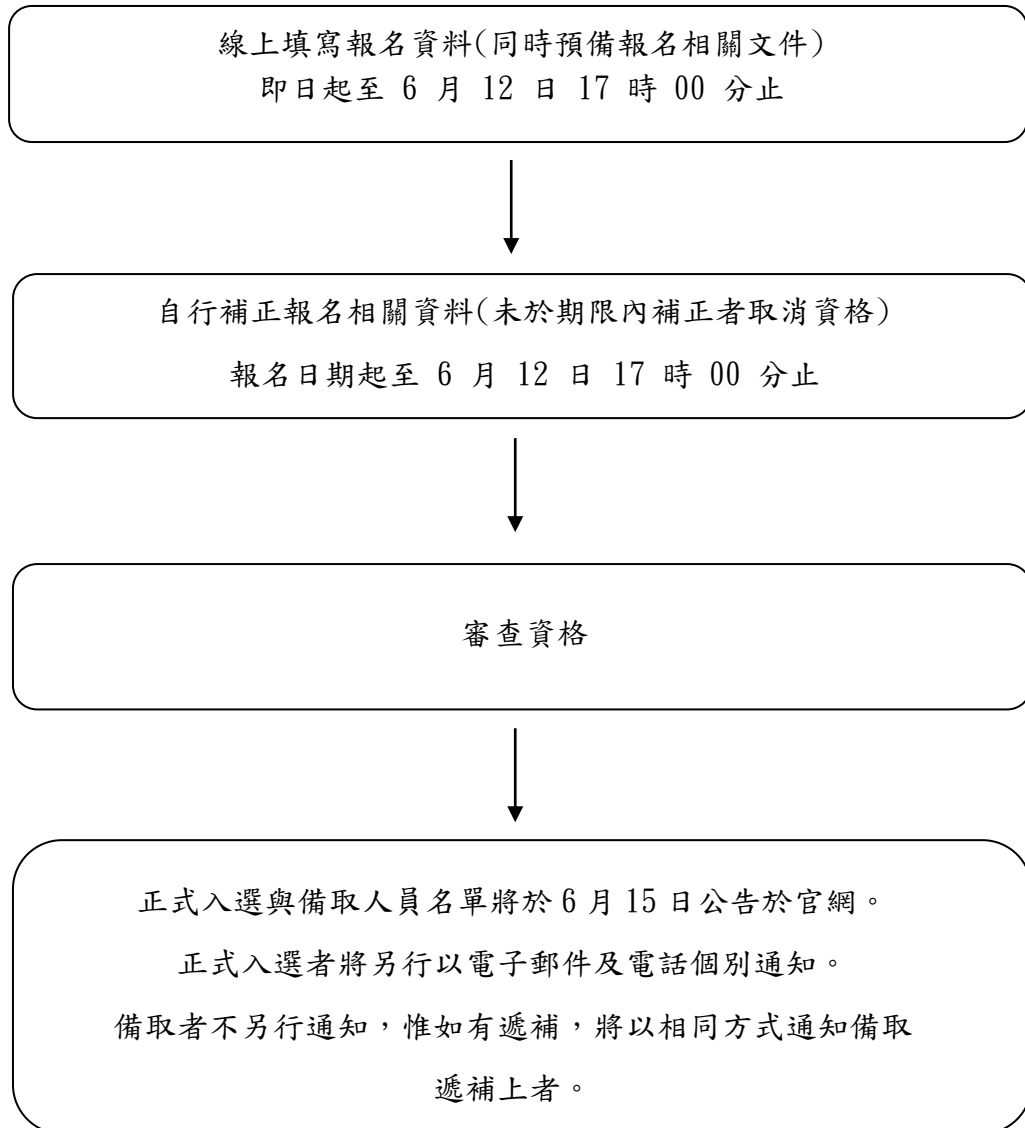 線上填寫報名資料(同時預備報名相關文件)
即日起至 6 月 12 日 17 時 00 分止
自行補正報名相關資料(未於期限內補正者取消資格)
報名日期起至 6 月 12 日 17 時 00 分止
審查資格
正式入選與備取人員名單將於 6 月 15 日公告於官網。
正式入選者將另行以電子郵件及電話個別通知。
備取者不另行通知，惟如有遞補，將以相同方式通知備取
遞補上者。